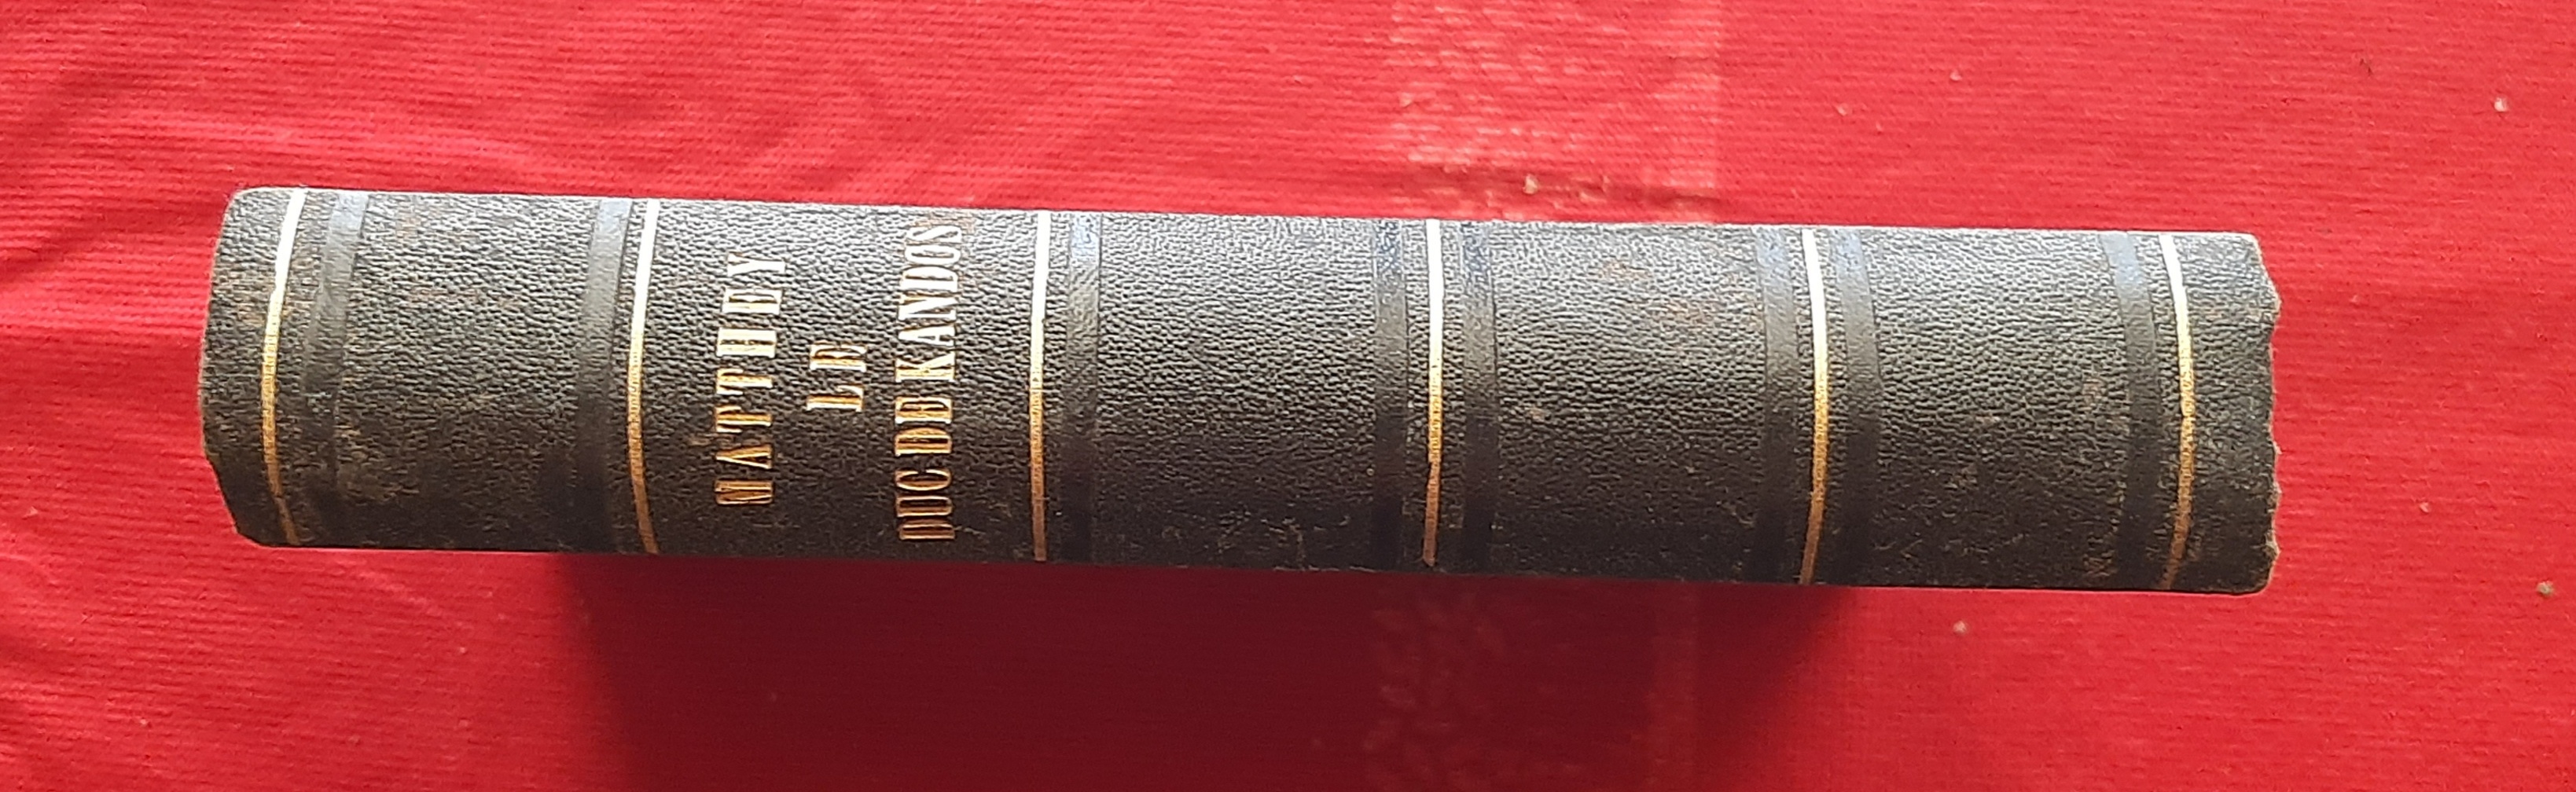 MATTHEY
LE
DUC DE KANDOS